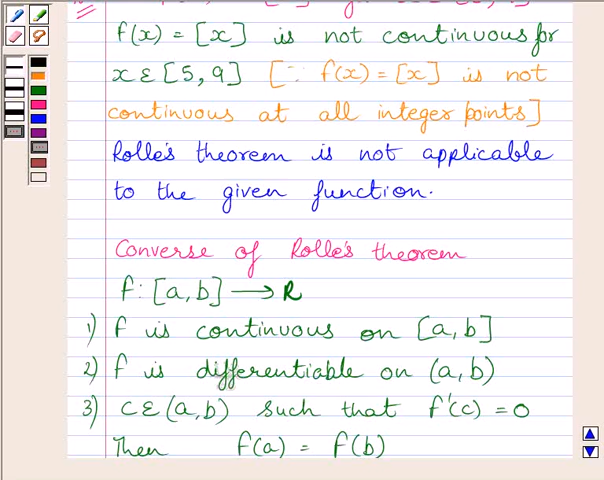 f(x) = [x] is not continuous for
x ε [5, 9] [∵ f(x) = [x] is not
continuous at all integer points]
Rolle's theorem is not applicable
to the given function.
Converse of Rolle's theorem
f: [a, b] ⟶ R
1) f is continuous on [a, b]
2) f is differentiable on (a, b)
3) c ε (a, b) such that f'(c) = 0
Then f(a) = f(b)